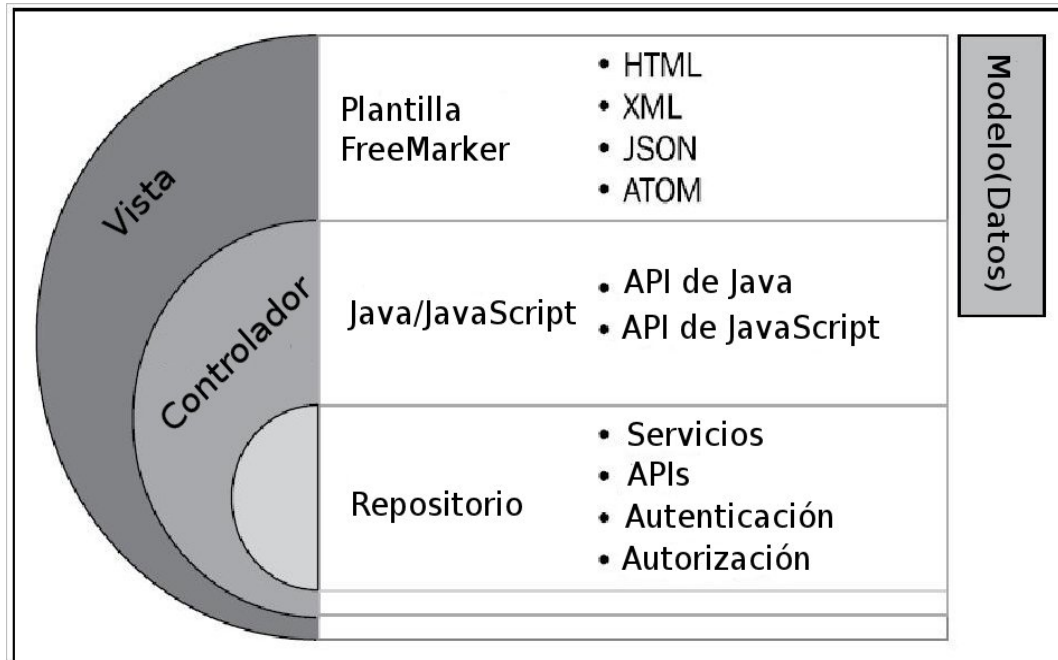 Vista
Plantilla
FreeMarker
• HTML
• XML
• JSON
• ATOM
Modelo(Datos)
Controlador
Java/JavaScript
• API de Java
• API de JavaScript
Repositorio
• Servicios
• APIs
• Autenticación
• Autorización